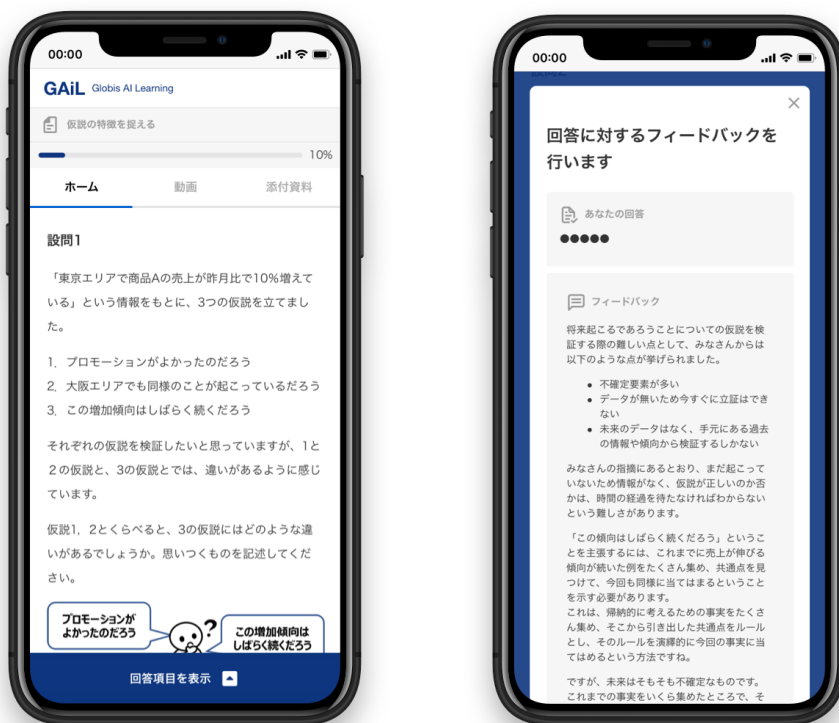 00:00
GAiL Globis AI Learning
仮説の特徴を捉える
10%
ホーム 動画 添付資料
設問1
「東京エリアで商品Aの売上が昨月比で10%増えて
いる」という情報をもとに、3つの仮説を立てまし
た。
1. プロモーションがよかったのだろう
2. 大阪エリアでも同様のことが起こっているだろう
3. この増加傾向はしばらく続くだろう
それぞれの仮説を検証したいと思っていますが、1と
2の仮説と、3の仮説とでは、違いがあるように感じ
ています。
仮説1, 2とくらべると、3の仮説にはどのような違
いがあるでしょうか。思いつくものを記述してくだ
さい。
プロモーションが
よかったのだろう
?
この増加傾向は
しばらく続くだろう
回答項目を表示
00:00
回答に対するフィードバックを
行います
あなたの回答
●●●●●
フィードバック
将来起こるであろうことについての仮説を検
証する際の難しい点として、みなさんからは
以下のような点が挙げられました。
• 不確定要素が多い
• データが無いため今すぐに立証はでき
ない
• 未来のデータはなく、手元にある過去
の情報や傾向から検証するしかない
みなさんの指摘にあるとおり、まだ起こって
いないため情報がなく、仮説が正しいのか否
かは、時間の経過を待たなければわからない
という難しさがあります。
「この傾向はしばらく続くだろう」というこ
とを主張するには、これまでに売上が伸びる
傾向が続いた例をたくさん集め、共通点を見
つけて、今回も同様に当てはまるということ
を示す必要があります。
これは、帰納的に考えるための事実をたくさ
ん集め、そこから引き出した共通点をルール
とし、そのルールを演繹的に今回の事実に当
てはめるという方法ですね。
ですが、未来はそもそも不確定なものです。
これまでの事実をいくら集めたところで、そ